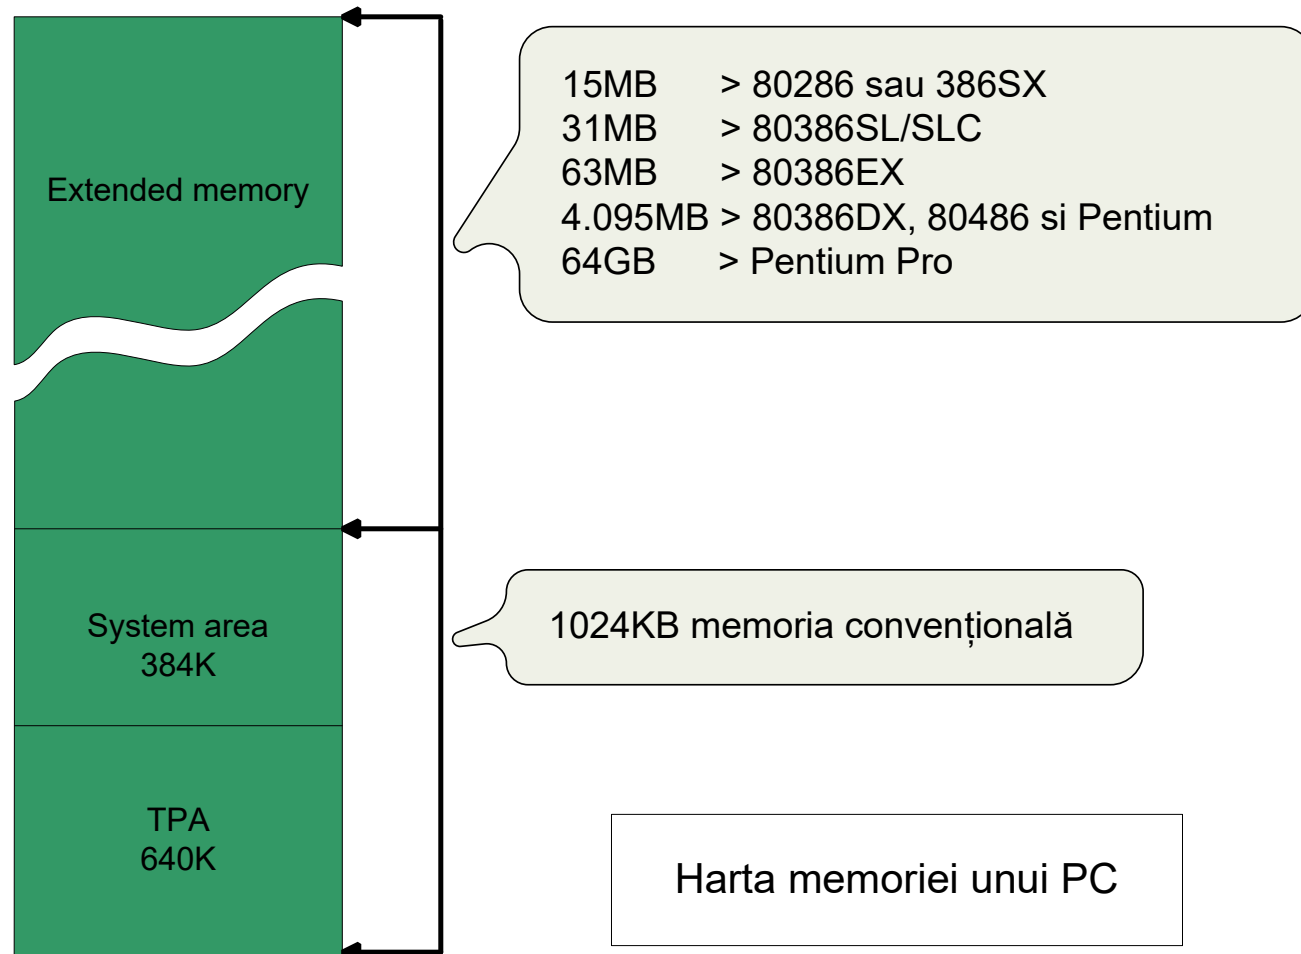 Extended memory
15MB > 80286 sau 386SX
31MB > 80386SL/SLC
63MB > 80386EX
4.095MB > 80386DX, 80486 si Pentium
64GB > Pentium Pro
System area
384K
1024KB memoria convențională
TPA
640K
Harta memoriei unui PC